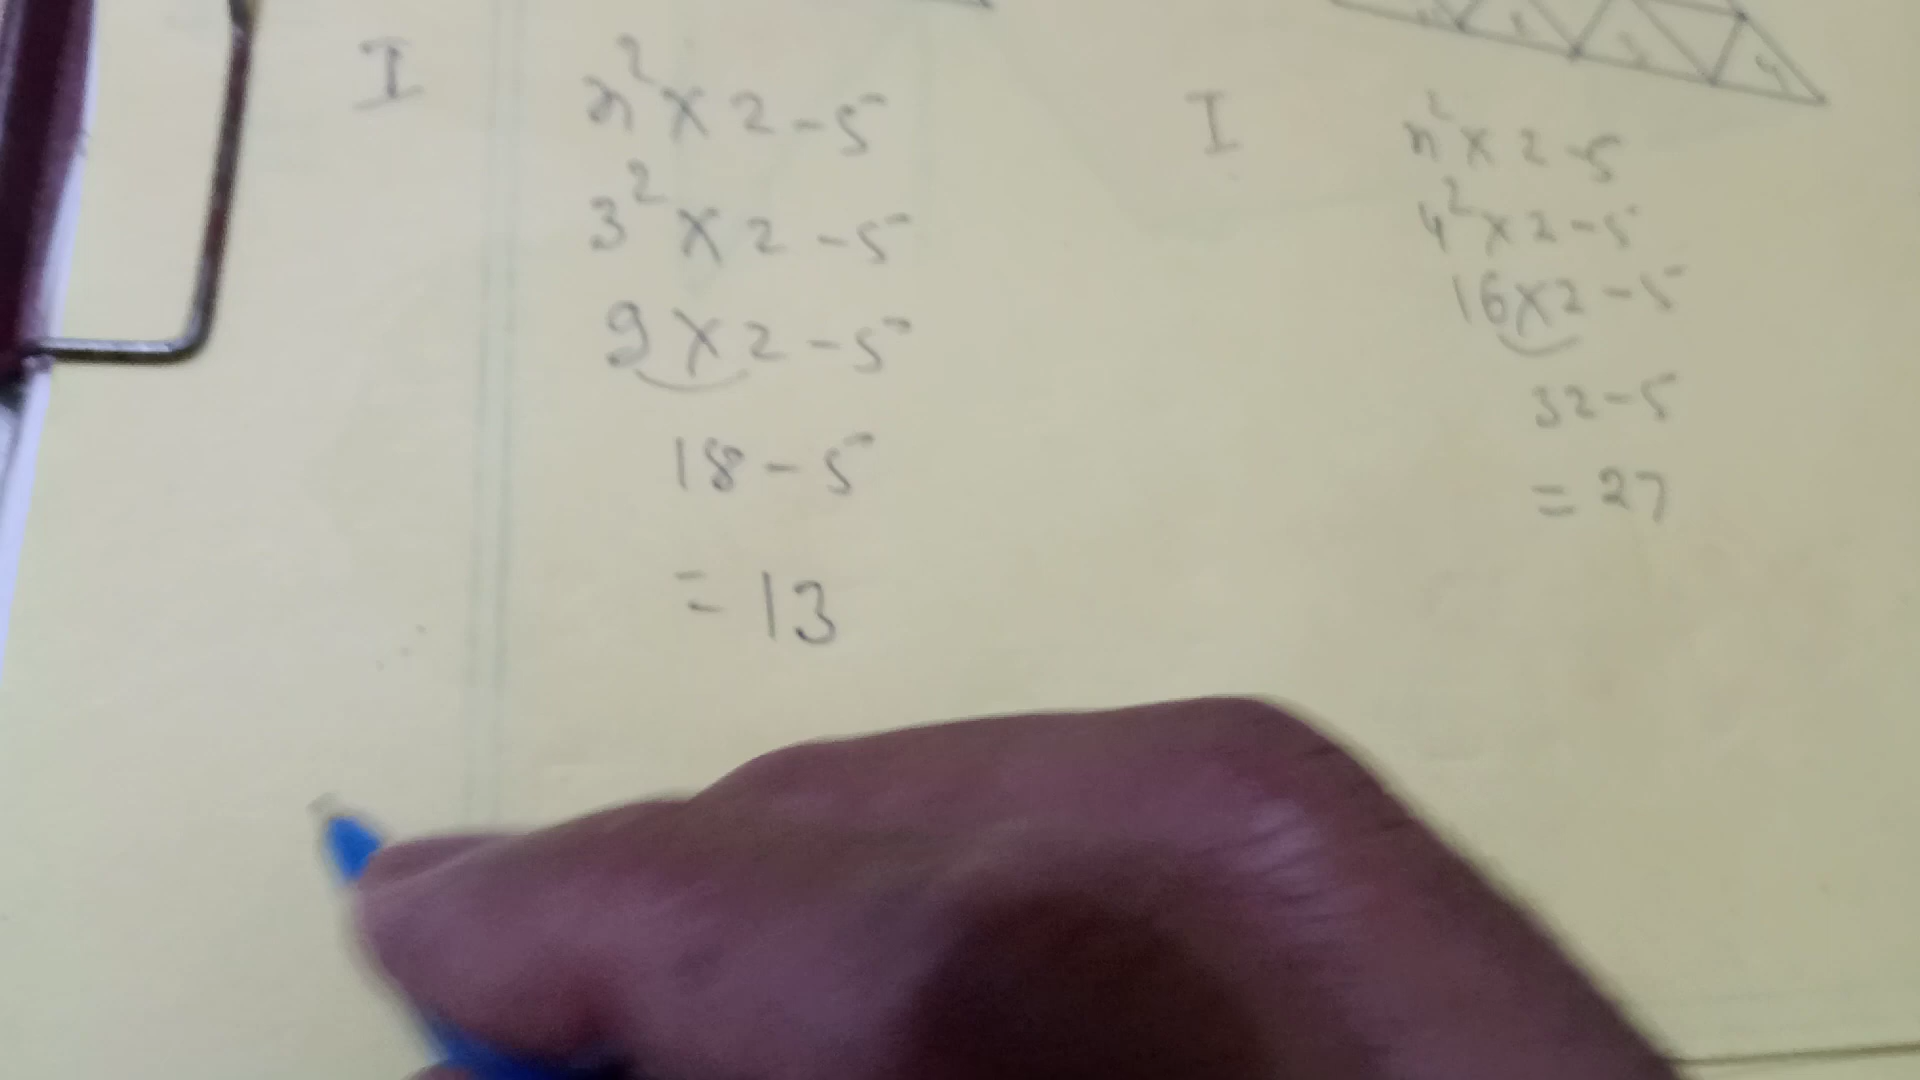 I
n² x 2 - 5
3² x 2 - 5
9 x 2 - 5
18 - 5
= 13
I
n² x 2 - 5
4² x 2 - 5
16 x 2 - 5
32 - 5
= 27